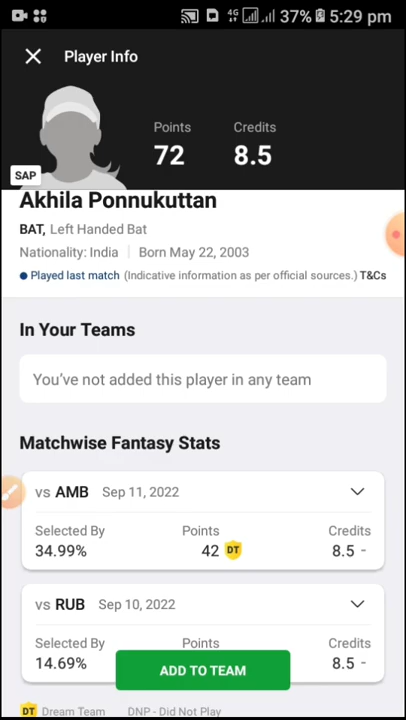 4G 37% 5:29 pm
Player Info
Points Credits
72 8.5
SAP
Akhila Ponnukuttan
BAT, Left Handed Bat
Nationality: India Born May 22, 2003
Played last match (Indicative information as per official sources.) T&Cs
In Your Teams
You've not added this player in any team
Matchwise Fantasy Stats
vs AMB Sep 11, 2022
Selected By Points Credits
34.99% 42 DT 8.5 -
vs RUB Sep 10, 2022
Selected By Points Credits
14.69% 8.5 -
ADD TO TEAM
DT Dream Team DNP - Did Not Play